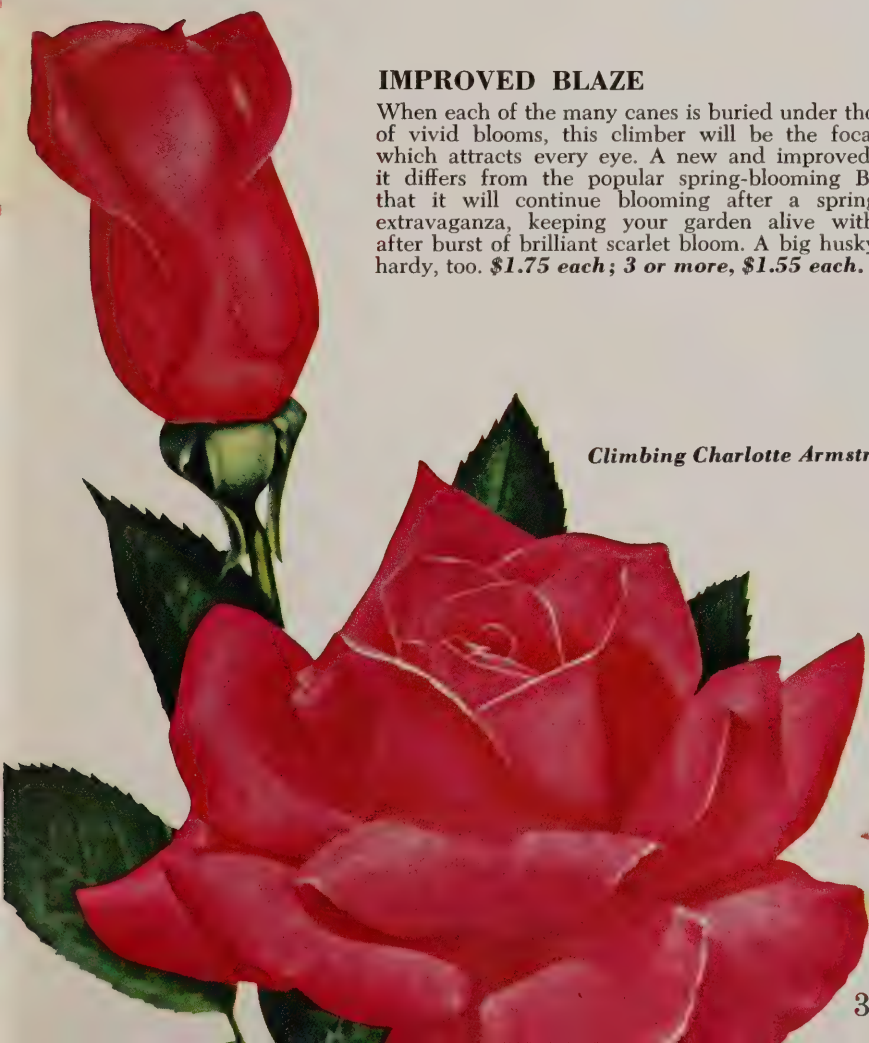 IMPROVED BLAZE
When each of the many canes is buried under the
of vivid blooms, this climber will be the foca
which attracts every eye. A new and improved
it differs from the popular spring-blooming B
that it will continue blooming after a spring
extravaganza, keeping your garden alive with
after burst of brilliant scarlet bloom. A big husky
hardy, too. $1.75 each; 3 or more, $1.55 each.
Climbing Charlotte Armstr
3